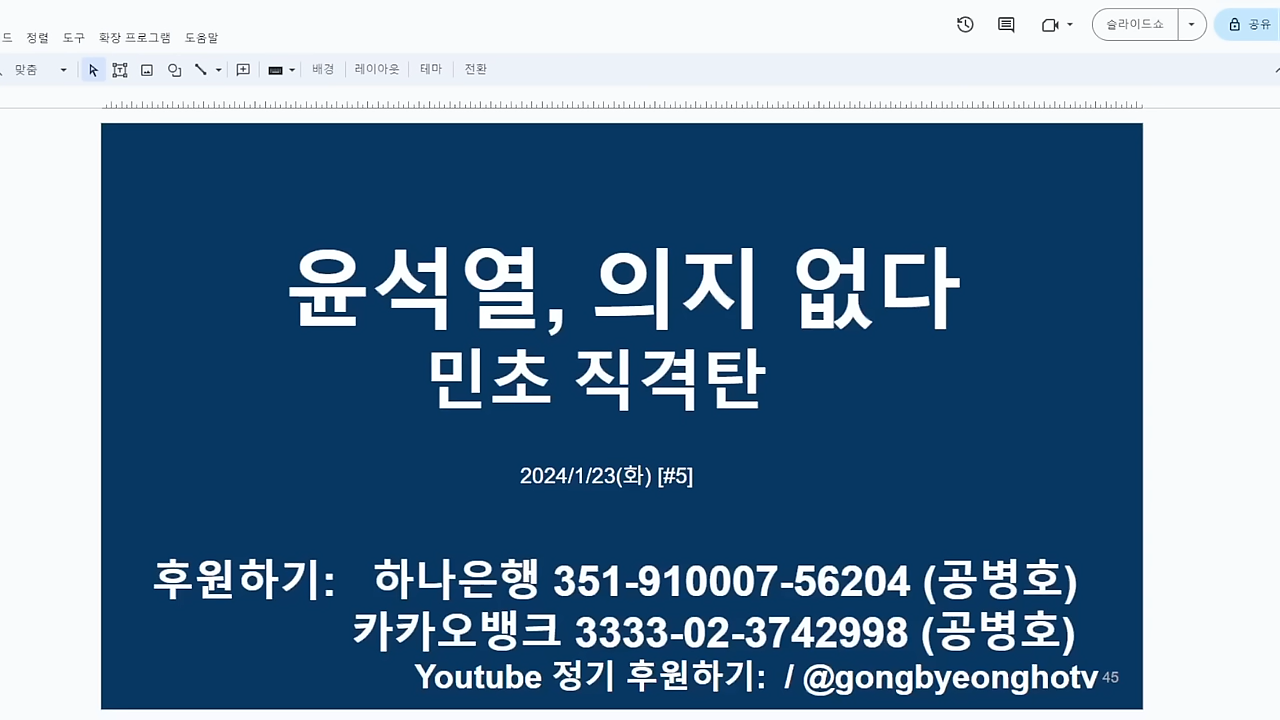 드 정렬 도구 확장 프로그램 도움말
슬라이드쇼
공유
맞춤
배경 레이아웃 테마 전환
윤석열, 의지 없다
민초 직격탄
2024/1/23(화) [#5]
후원하기: 하나은행 351-910007-56204 (공병호)
카카오뱅크 3333-02-3742998 (공병호)
Youtube 정기 후원하기: / @gongbyeonghotv
45